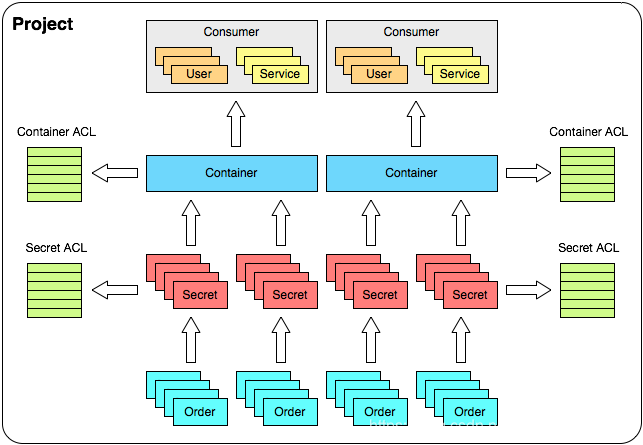 Project
Consumer
Consumer
User
Service
User
Service
Container ACL
Container ACL
Container
Container
Secret ACL
Secret ACL
Secret
Secret
Secret
Secret
Order
Order
Order
Order